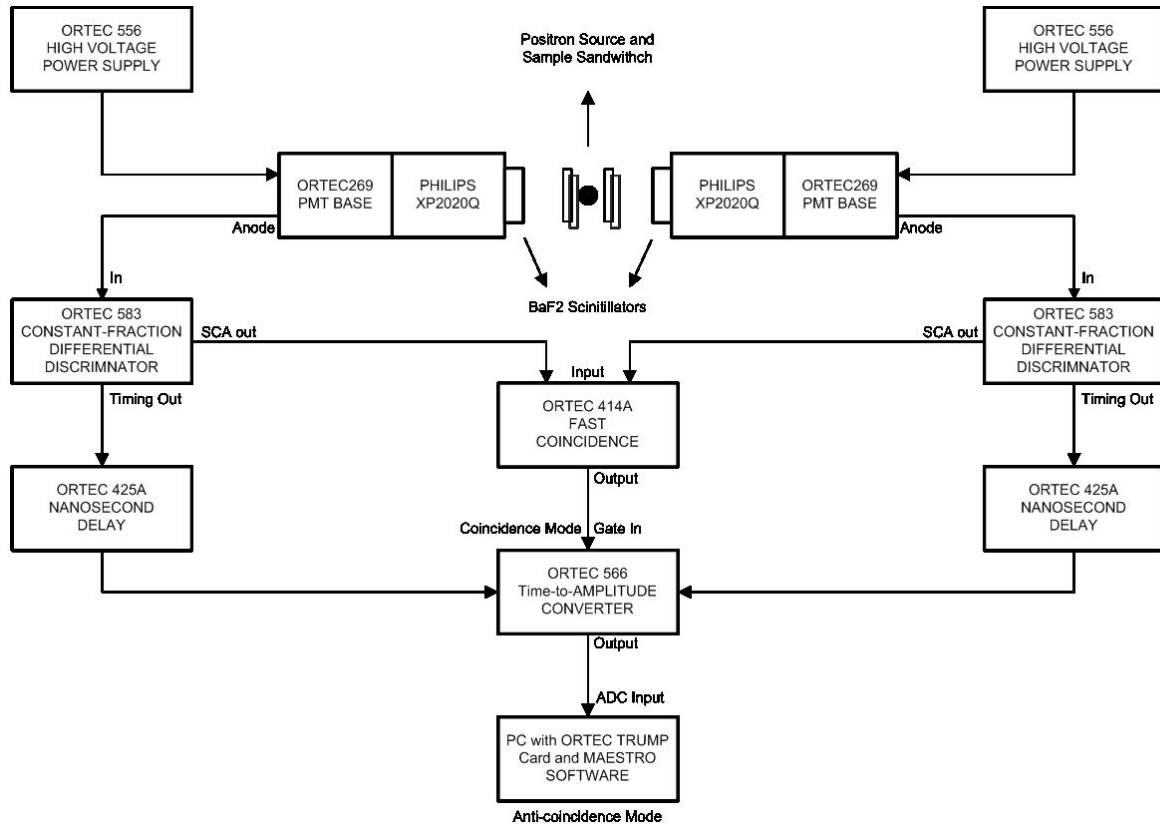 ORTEC 556
HIGH VOLTAGE
POWER SUPPLY
Positron Source and
Sample Sandwithch
ORTEC 556
HIGH VOLTAGE
POWER SUPPLY
ORTEC269
PMT BASE
PHILIPS
XP2020Q
PHILIPS
XP2020Q
ORTEC269
PMT BASE
Anode
Anode
In
In
BaF2 Scinitillators
ORTEC 583
CONSTANT-FRACTION
DIFFERENTIAL
DISCRIMNATOR
SCA out
SCA out
ORTEC 583
CONSTANT-FRACTION
DIFFERENTIAL
DISCRIMNATOR
Input
Timing Out
ORTEC 414A
FAST
COINCIDENCE
Timing Out
ORTEC 425A
NANOSECOND
DELAY
Output
ORTEC 425A
NANOSECOND
DELAY
Coincidence Mode
Gate In
ORTEC 566
Time-to-AMPLITUDE
CONVERTER
Output
ADC Input
PC with ORTEC TRUMP
Card and MAESTRO
SOFTWARE
Anti-coincidence Mode